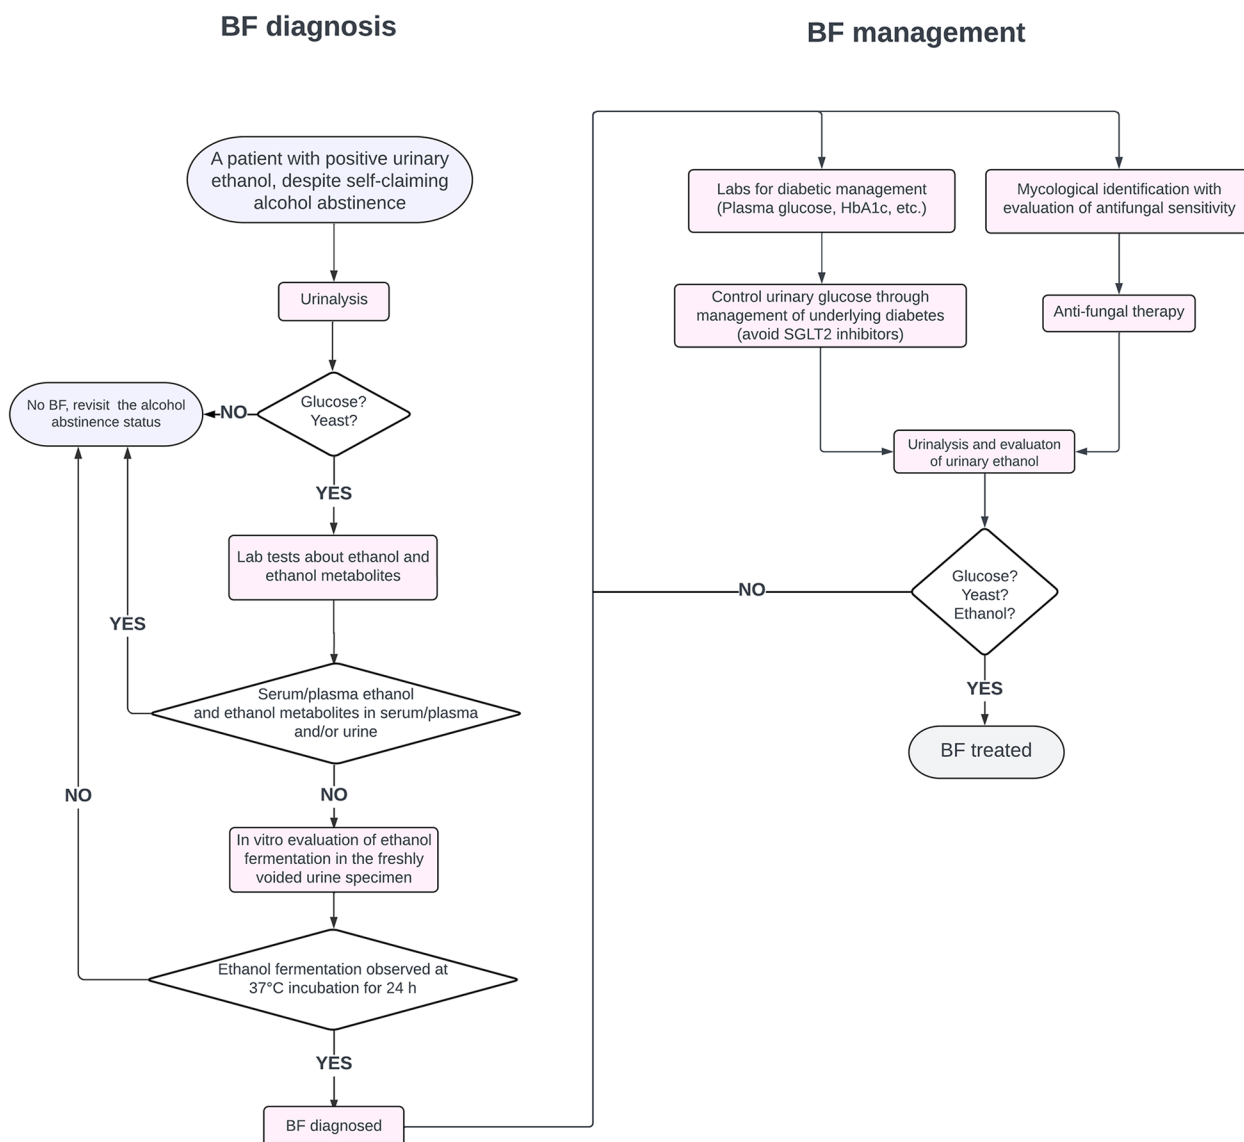 BF diagnosis
A patient with positive urinary
ethanol, despite self-claiming
alcohol abstinence
Urinalysis
Glucose?
Yeast?
NO
No BF, revisit the alcohol
abstinence status
YES
Lab tests about ethanol and
ethanol metabolites
YES
Serum/plasma ethanol
and ethanol metabolites in serum/plasma
and/or urine
NO
NO
In vitro evaluation of ethanol
fermentation in the freshly
voided urine specimen
Ethanol fermentation observed at
37°C incubation for 24 h
YES
BF diagnosed
BF management
Labs for diabetic management
(Plasma glucose, HbA1c, etc.)
Mycological identification with
evaluation of antifungal sensitivity
Control urinary glucose through
management of underlying diabetes
(avoid SGLT2 inhibitors)
Anti-fungal therapy
Urinalysis and evaluaton
of urinary ethanol
Glucose?
Yeast?
Ethanol?
NO
YES
BF treated